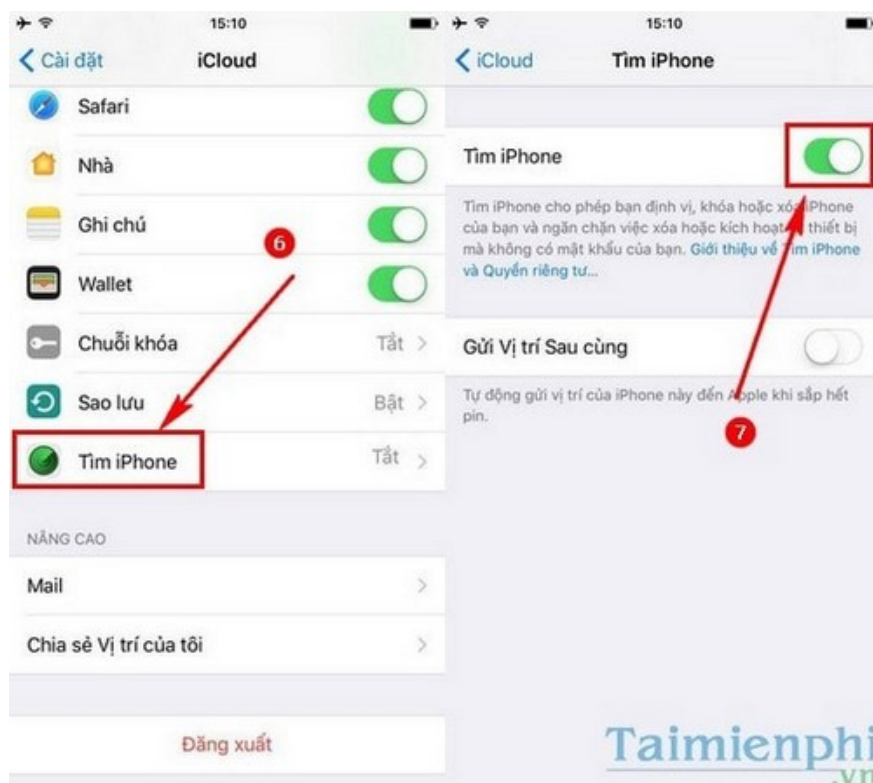 15:10
Cài đặt
iCloud
Safari
Nhà
Ghi chú
6
Wallet
Chuỗi khóa
Tắt
Sao lưu
Bật
Tìm iPhone
Tắt
NÂNG CAO
Mail
Chia sẻ Vị trí của tôi
Đăng xuất
15:10
iCloud
Tìm iPhone
Tìm iPhone
Tìm iPhone cho phép bạn định vị, khóa hoặc xóa iPhone
của bạn và ngăn chặn việc xóa hoặc kích hoạt thiết bị
mà không có mật khẩu của bạn. Giới thiệu về Tìm iPhone
và Quyền riêng tư...
Gửi Vị trí Sau cùng
Tự động gửi vị trí của iPhone này đến Apple khi sắp hết
pin.
7
Taimienphi
.vn